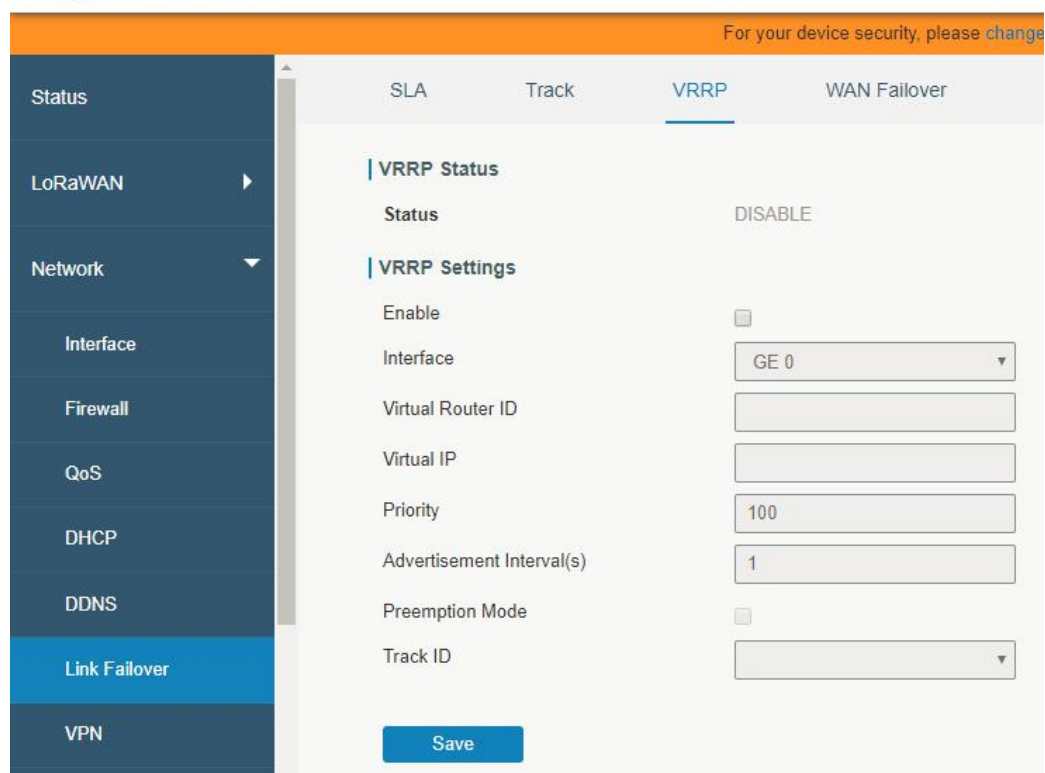 For your device security, please change
Status
LoRaWAN
Network
Interface
Firewall
QoS
DHCP
DDNS
Link Failover
VPN
SLA Track VRRP WAN Failover
VRRP Status
Status DISABLE
VRRP Settings
Enable
Interface GE 0
Virtual Router ID
Virtual IP
Priority 100
Advertisement Interval(s) 1
Preemption Mode
Track ID
Save